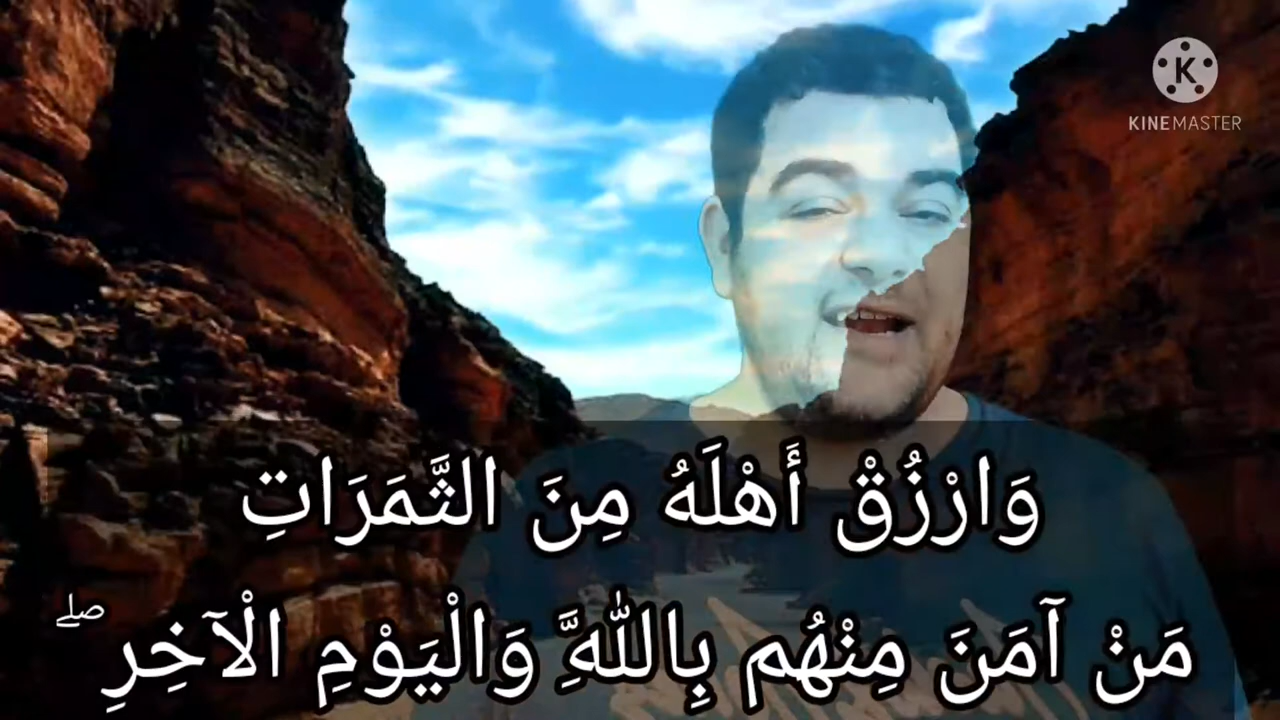 KINEMASTER
وَارْزُقْ أَهْلَهُ مِنَ الثَّمَرَاتِ
مَنْ آمَنَ مِنْهُم بِاللَّهِ وَالْيَوْمِ الْآخِرِ ۖ